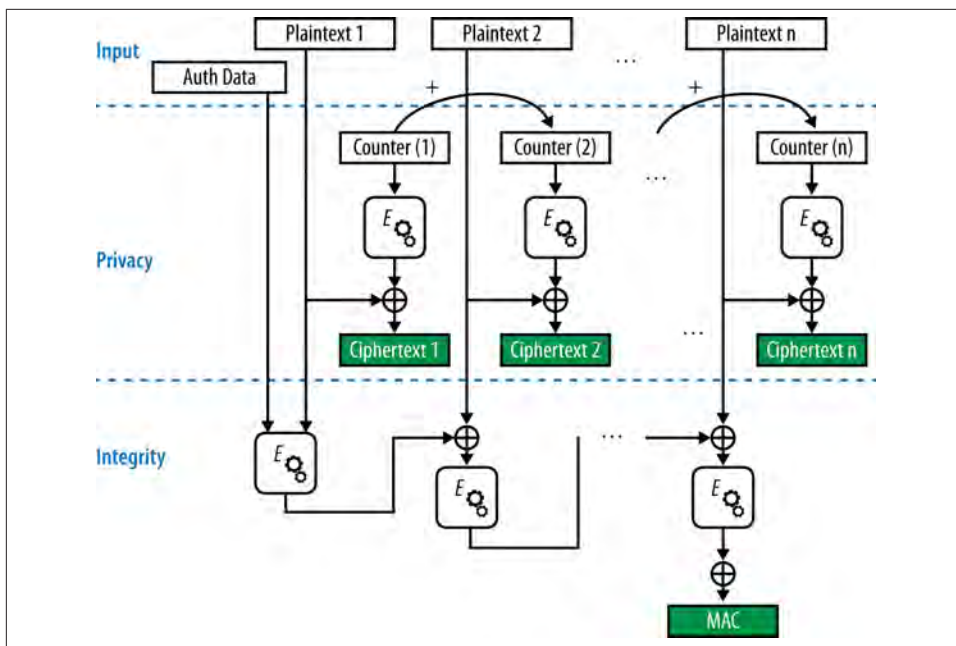 Plaintext 1
Plaintext 2
Plaintext n
Input
...
Auth Data
+
+
Counter (1)
Counter (2)
Counter (n)
...
E
E
E
Privacy
...
Ciphertext 1
Ciphertext 2
Ciphertext n
...
Integrity
E
E
E
MAC